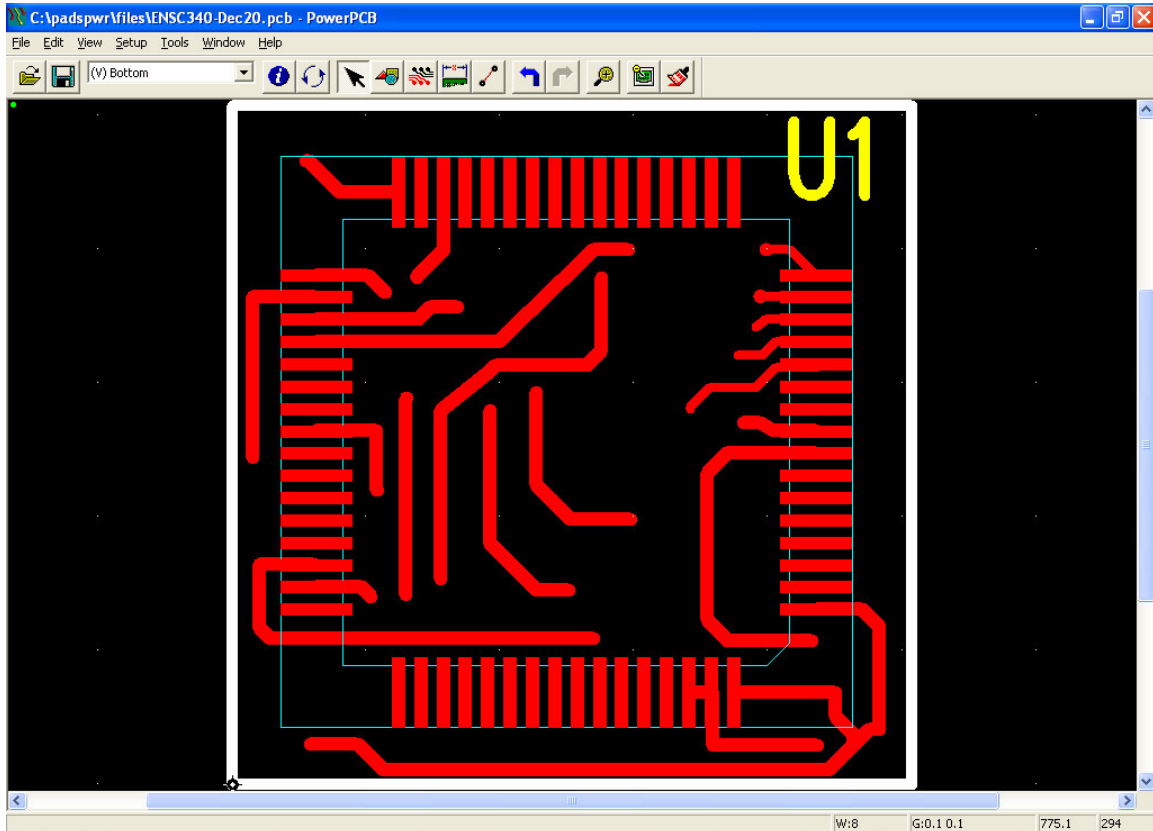 C:\padspwr\files\ENSC340-Dec20.pcb - PowerPCB
File Edit View Setup Tools Window Help
(V) Bottom
U1
W:8 G:0.1 0.1 775.1 294